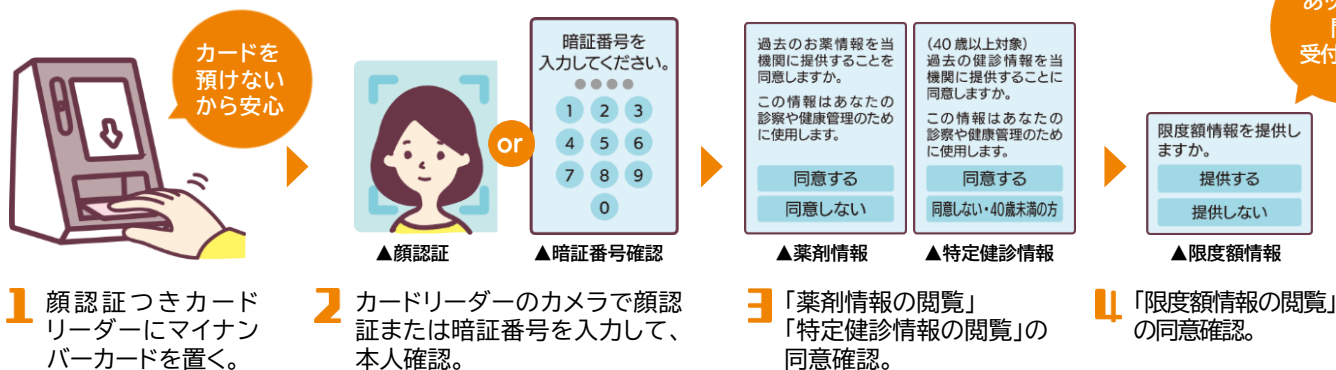 カードを
預けない
から安心
暗証番号を
入力してください。
or
1 2 3
4 5 6
7 8 9
0
▲顔認証
▲暗証番号確認
過去のお薬情報を当
機関に提供することを
同意しますか。
この情報はあなたの
診察や健康管理のため
に使用します。
同意する
同意しない
▲薬剤情報
(40歳以上対象)
過去の健診情報を当
機関に提供することに
同意しますか。
この情報はあなたの
診察や健康管理のため
に使用します。
同意する
同意しない・40歳未満の方
▲特定健診情報
受付
限度額情報を提供し
ますか。
提供する
提供しない
▲限度額情報
1 顔認証つきカード
リーダーにマイナン
バーカードを置く。
2 カードリーダーのカメラで顔認
証または暗証番号を入力して、
本人確認。
3 「薬剤情報の閲覧」
「特定健診情報の閲覧」の
同意確認。
4 「限度額情報の閲覧」
の同意確認。